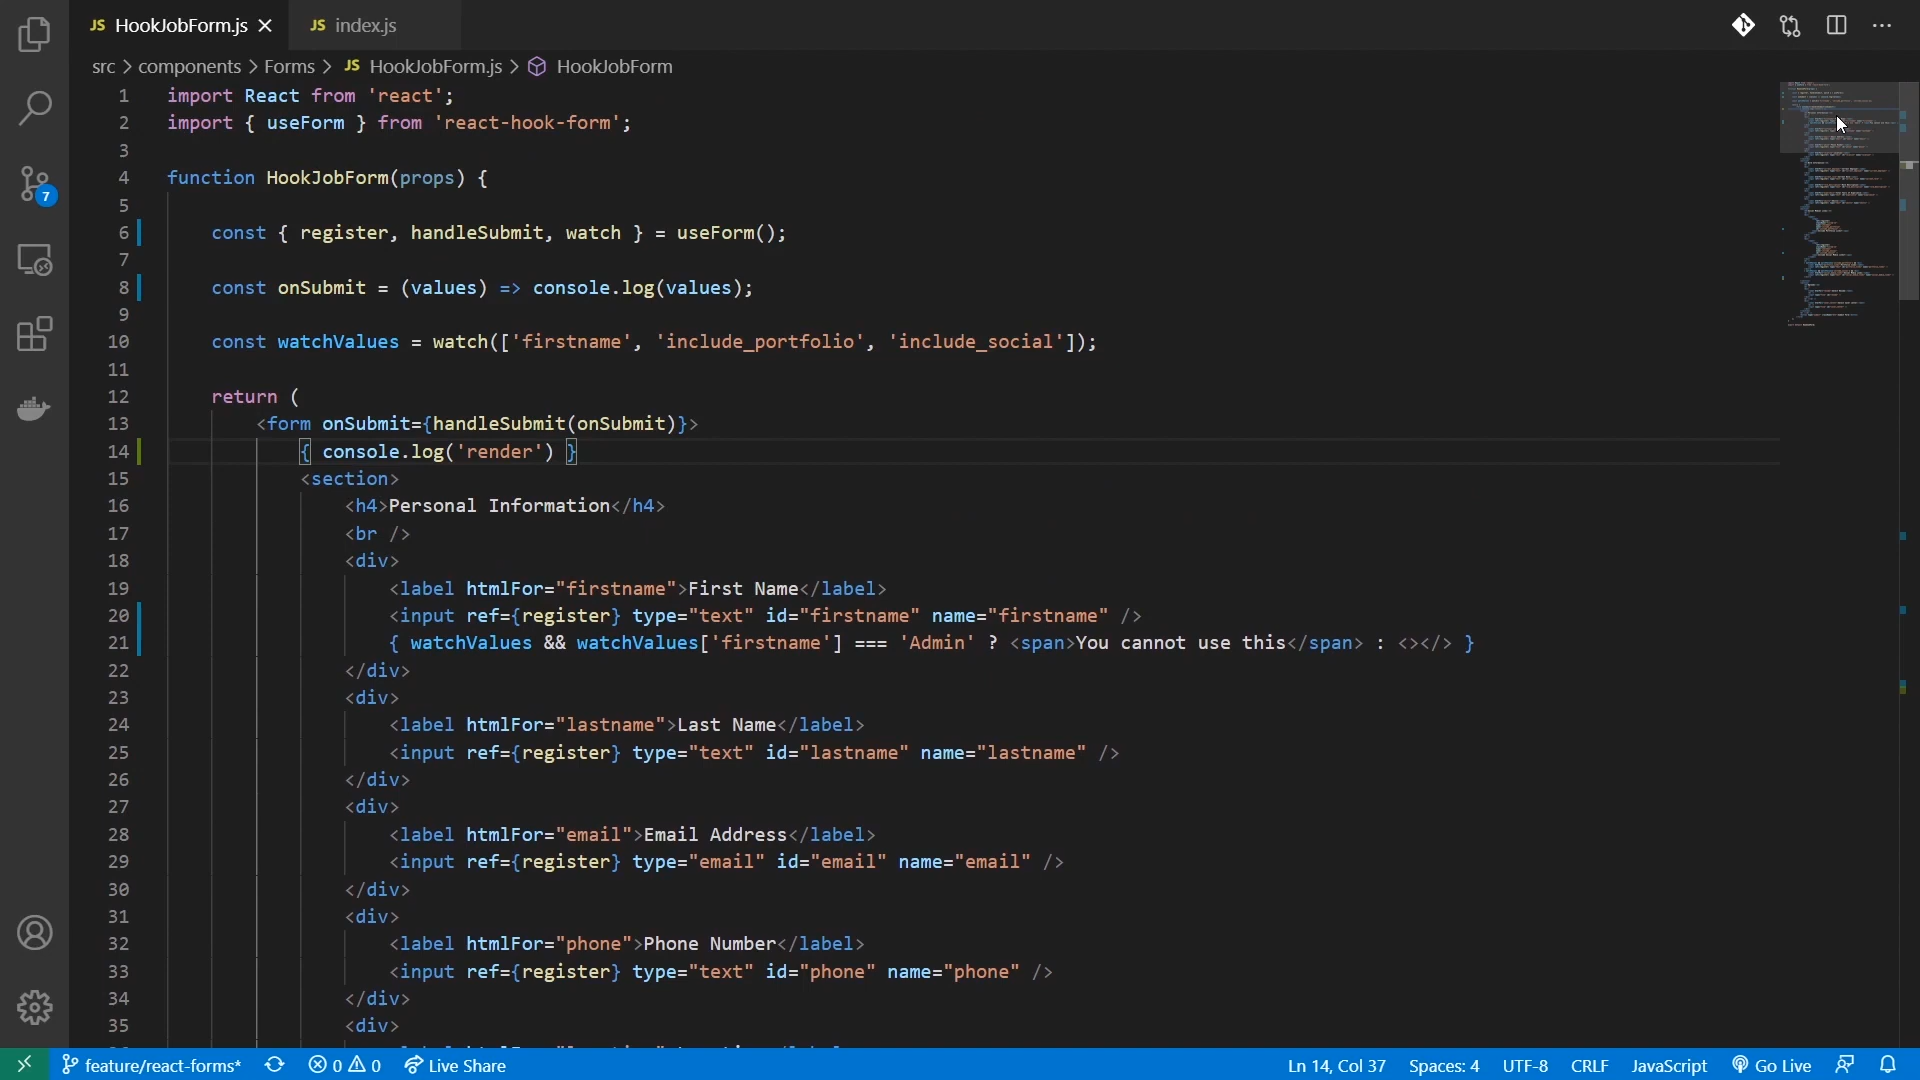 JS HookJobForm.js JS index.js
src > components > Forms > JS HookJobForm.js > HookJobForm
1 import React from 'react';
2 import { useForm } from 'react-hook-form';
3
4 function HookJobForm(props) {
5
6 const { register, handleSubmit, watch } = useForm();
7
8 const onSubmit = (values) => console.log(values);
9
10 const watchValues = watch(['firstname', 'include_portfolio', 'include_social']);
11
12 return (
13 <form onSubmit={handleSubmit(onSubmit)}>
14 { console.log('render') }
15 <section>
16 <h4>Personal Information</h4>
17 <br />
18 <div>
19 <label htmlFor="firstname">First Name</label>
20 <input ref={register} type="text" id="firstname" name="firstname" />
21 { watchValues && watchValues['firstname'] === 'Admin' ? <span>You cannot use this</span> : <></> }
22 </div>
23 <div>
24 <label htmlFor="lastname">Last Name</label>
25 <input ref={register} type="text" id="lastname" name="lastname" />
26 </div>
27 <div>
28 <label htmlFor="email">Email Address</label>
29 <input ref={register} type="email" id="email" name="email" />
30 </div>
31 <div>
32 <label htmlFor="phone">Phone Number</label>
33 <input ref={register} type="text" id="phone" name="phone" />
34 </div>
35 <div>
7
feature/react-forms* 0 0 Live Share Ln 14, Col 37 Spaces: 4 UTF-8 CRLF JavaScript Go Live